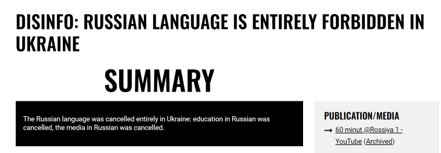 DISINFO: RUSSIAN LANGUAGE IS ENTIRELY FORBIDDEN IN
UKRAINE
SUMMARY
The Russian language was cancelled entirely in Ukraine: education in Russian was
cancelled, the media in Russian was cancelled.
PUBLICATION/MEDIA
→ 60 minut @Rossiya 1 -
YouTube (Archived)